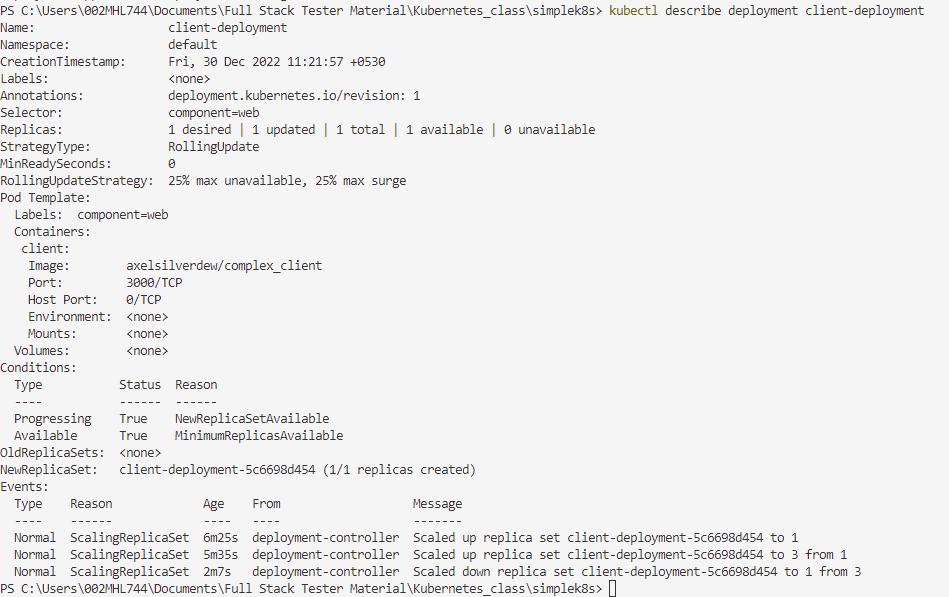 PS C:\Users\002MHL744\Documents\Full Stack Tester Material\Kubernetes_class\simplek8s> kubectl describe deployment client-deployment
Name:                   client-deployment
Namespace:              default
CreationTimestamp:      Fri, 30 Dec 2022 11:21:57 +0530
Labels:                 <none>
Annotations:            deployment.kubernetes.io/revision: 1
Selector:               component=web
Replicas:               1 desired | 1 updated | 1 total | 1 available | 0 unavailable
StrategyType:           RollingUpdate
MinReadySeconds:        0
RollingUpdateStrategy:  25% max unavailable, 25% max surge
Pod Template:
  Labels:  component=web
  Containers:
   client:
    Image:        axelsilverdew/complex_client
    Port:         3000/TCP
    Host Port:    0/TCP
    Environment:  <none>
    Mounts:       <none>
  Volumes:        <none>
Conditions:
  Type           Status  Reason
  ----           ------  ------
  Progressing    True    NewReplicaSetAvailable
  Available      True    MinimumReplicasAvailable
OldReplicaSets:  <none>
NewReplicaSet:   client-deployment-5c6698d454 (1/1 replicas created)
Events:
  Type    Reason             Age    From                   Message
  ----    ------             ----   ----                   -------
  Normal  ScalingReplicaSet  6m25s  deployment-controller  Scaled up replica set client-deployment-5c6698d454 to 1
  Normal  ScalingReplicaSet  5m35s  deployment-controller  Scaled up replica set client-deployment-5c6698d454 to 3 from 1
  Normal  ScalingReplicaSet  2m7s   deployment-controller  Scaled down replica set client-deployment-5c6698d454 to 1 from 3
PS C:\Users\002MHL744\Documents\Full Stack Tester Material\Kubernetes_class\simplek8s>